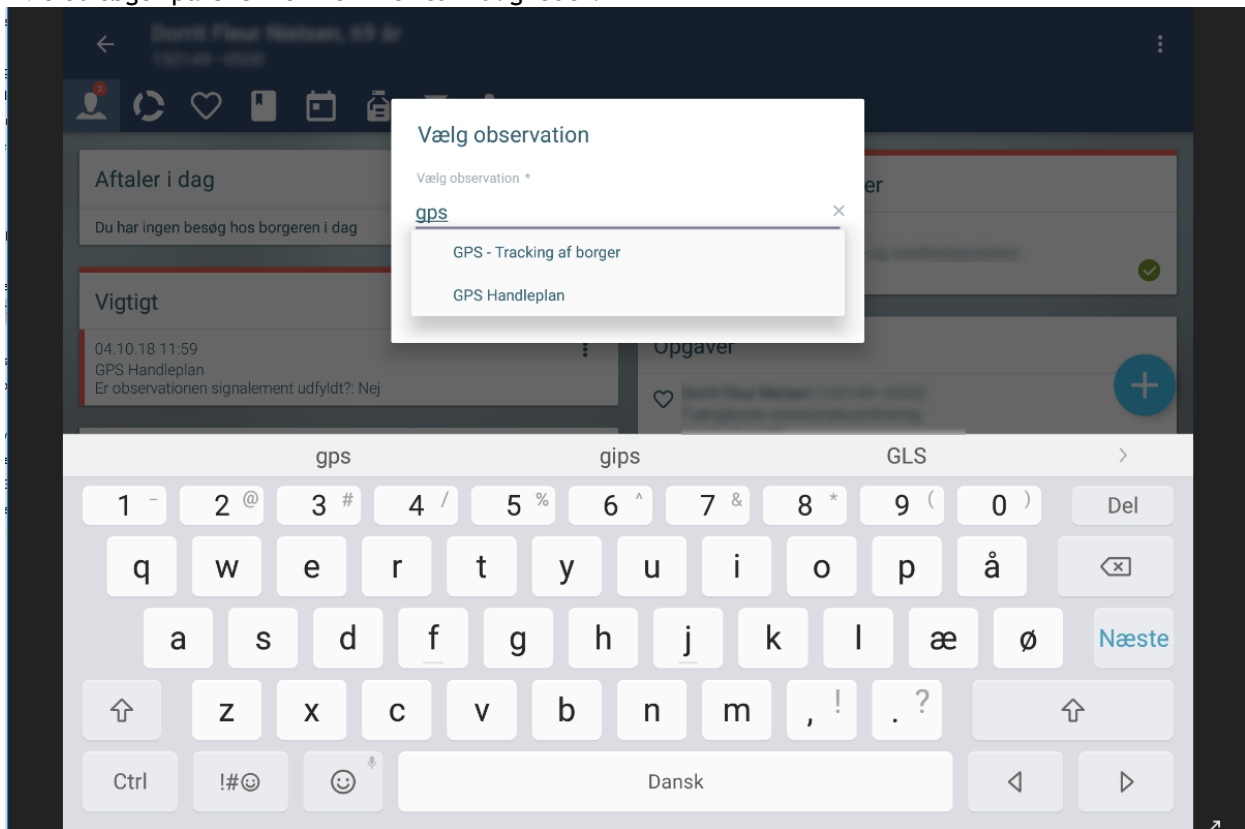 2
Vælg observation
Vælg observation *
gps
GPS - Tracking af borger
GPS Handleplan
Aftaler i dag
Du har ingen besøg hos borgeren i dag
er
Vigtigt
04.10.18 11:59
GPS Handleplan
Er observationen signalement udfyldt?: Nej
Opgaver
gps gips GLS
1 - 2 @ 3 # 4 / 5 % 6 ^ 7 & 8 * 9 ( 0 ) Del
q w e r t y u i o p å
a s d f g h j k l æ ø Næste
z x c v b n m , ! . ?
Ctrl !#☺ Dansk